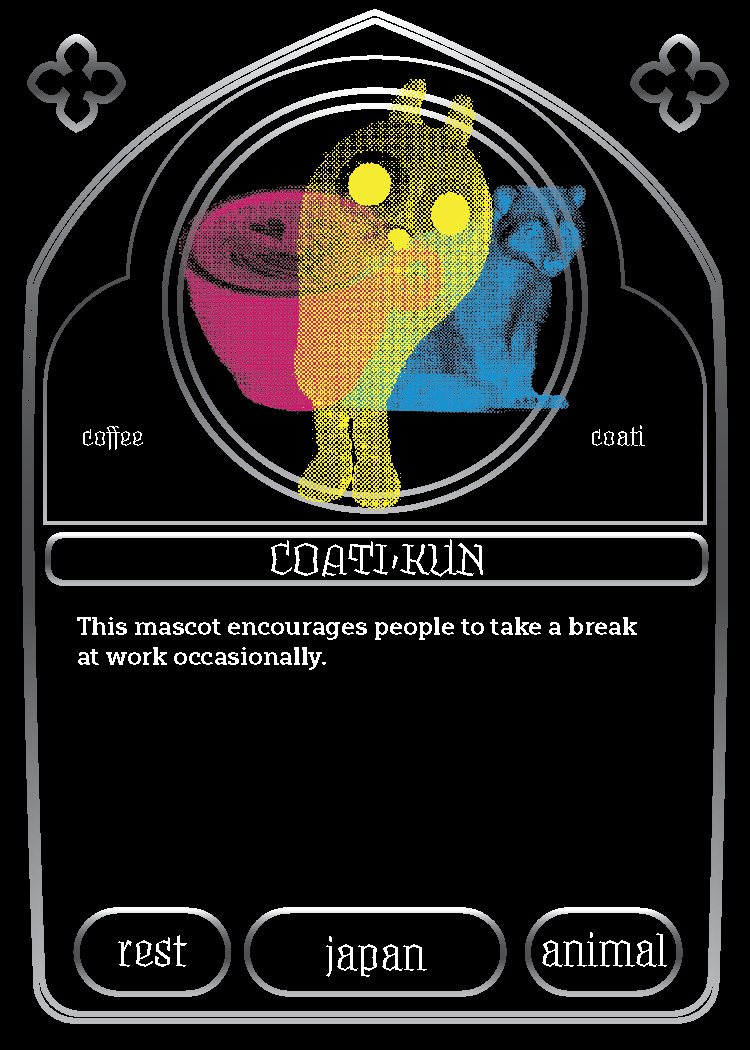 coffee
coati
COATI-KUN
This mascot encourages people to take a break
at work occasionally.
rest
japan
animal